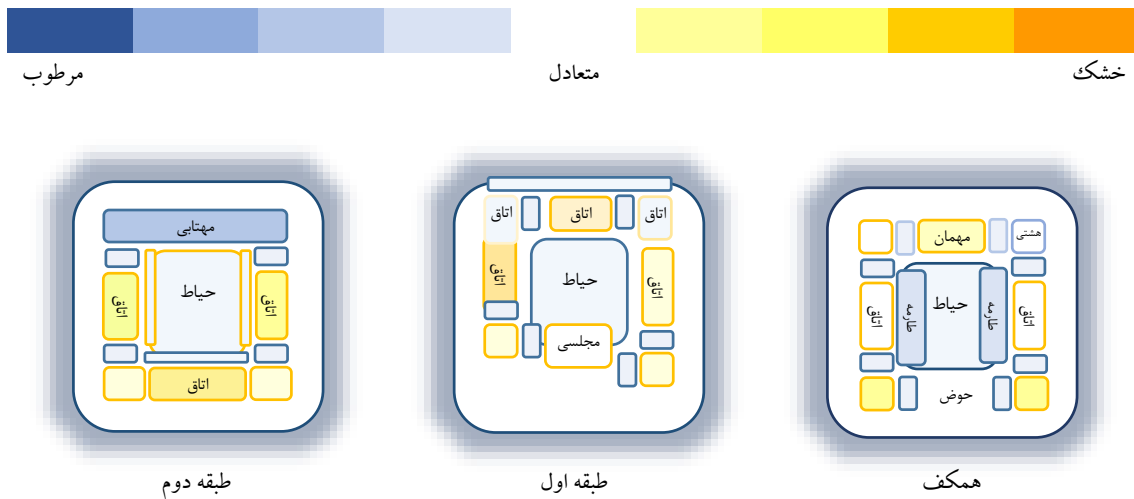 خشک
متعادل
مرطوب
هشتی
مهمان
اتاق
طارمه
حیاط
طارمه
اتاق
حوض
همکف
اتاق
اتاق
اتاق
اتاق
حیاط
اتاق
مجلسی
طبقه اول
مهتابی
اتاق
حیاط
اتاق
اتاق
طبقه دوم